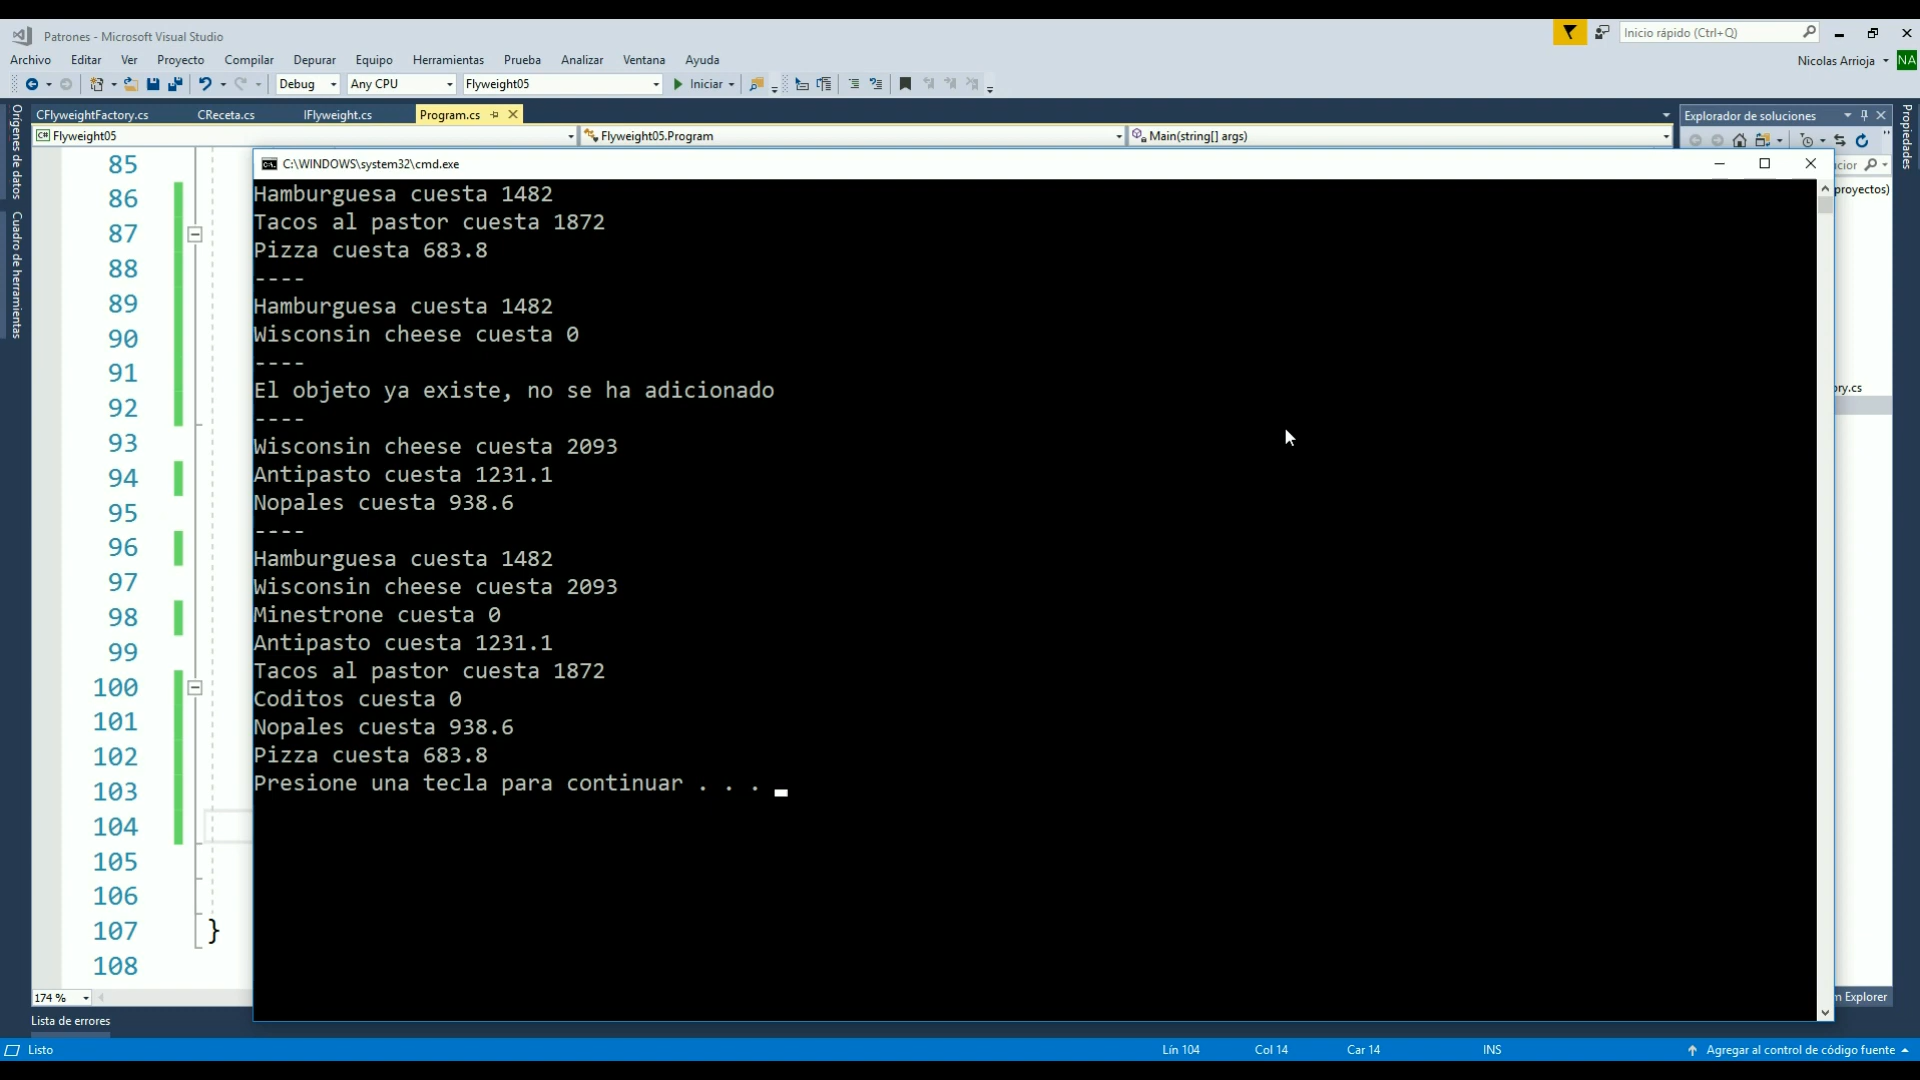 Patrones - Microsoft Visual Studio
Inicio rápido (Ctrl+Q)
Archivo Editar Ver Proyecto Compilar Depurar Equipo Herramientas Prueba Analizar Ventana Ayuda
Nicolas Arrioja NA
Debug Any CPU Flyweight05 Iniciar
CFlyweightFactory.cs CReceta.cs IFlyweight.cs Program.cs
Explorador de soluciones
Flyweight05 Flyweight05.Program Main(string[] args)
Orígenes de datos
Cuadro de herramientas
Propiedades
C:\WINDOWS\system32\cmd.exe
proyectos)
ory.cs
m Explorer
85
86
87
88
89
90
91
92
93
94
95
96
97
98
99
100
101
102
103
104
105
106
107 }
108
Hamburguesa cuesta 1482
Tacos al pastor cuesta 1872
Pizza cuesta 683.8
----
Hamburguesa cuesta 1482
Wisconsin cheese cuesta 0
----
El objeto ya existe, no se ha adicionado
----
Wisconsin cheese cuesta 2093
Antipasto cuesta 1231.1
Nopales cuesta 938.6
----
Hamburguesa cuesta 1482
Wisconsin cheese cuesta 2093
Minestrone cuesta 0
Antipasto cuesta 1231.1
Tacos al pastor cuesta 1872
Coditos cuesta 0
Nopales cuesta 938.6
Pizza cuesta 683.8
Presione una tecla para continuar . . .
174 %
Lista de errores
Listo Lín 104 Col 14 Car 14 INS Agregar al control de código fuente